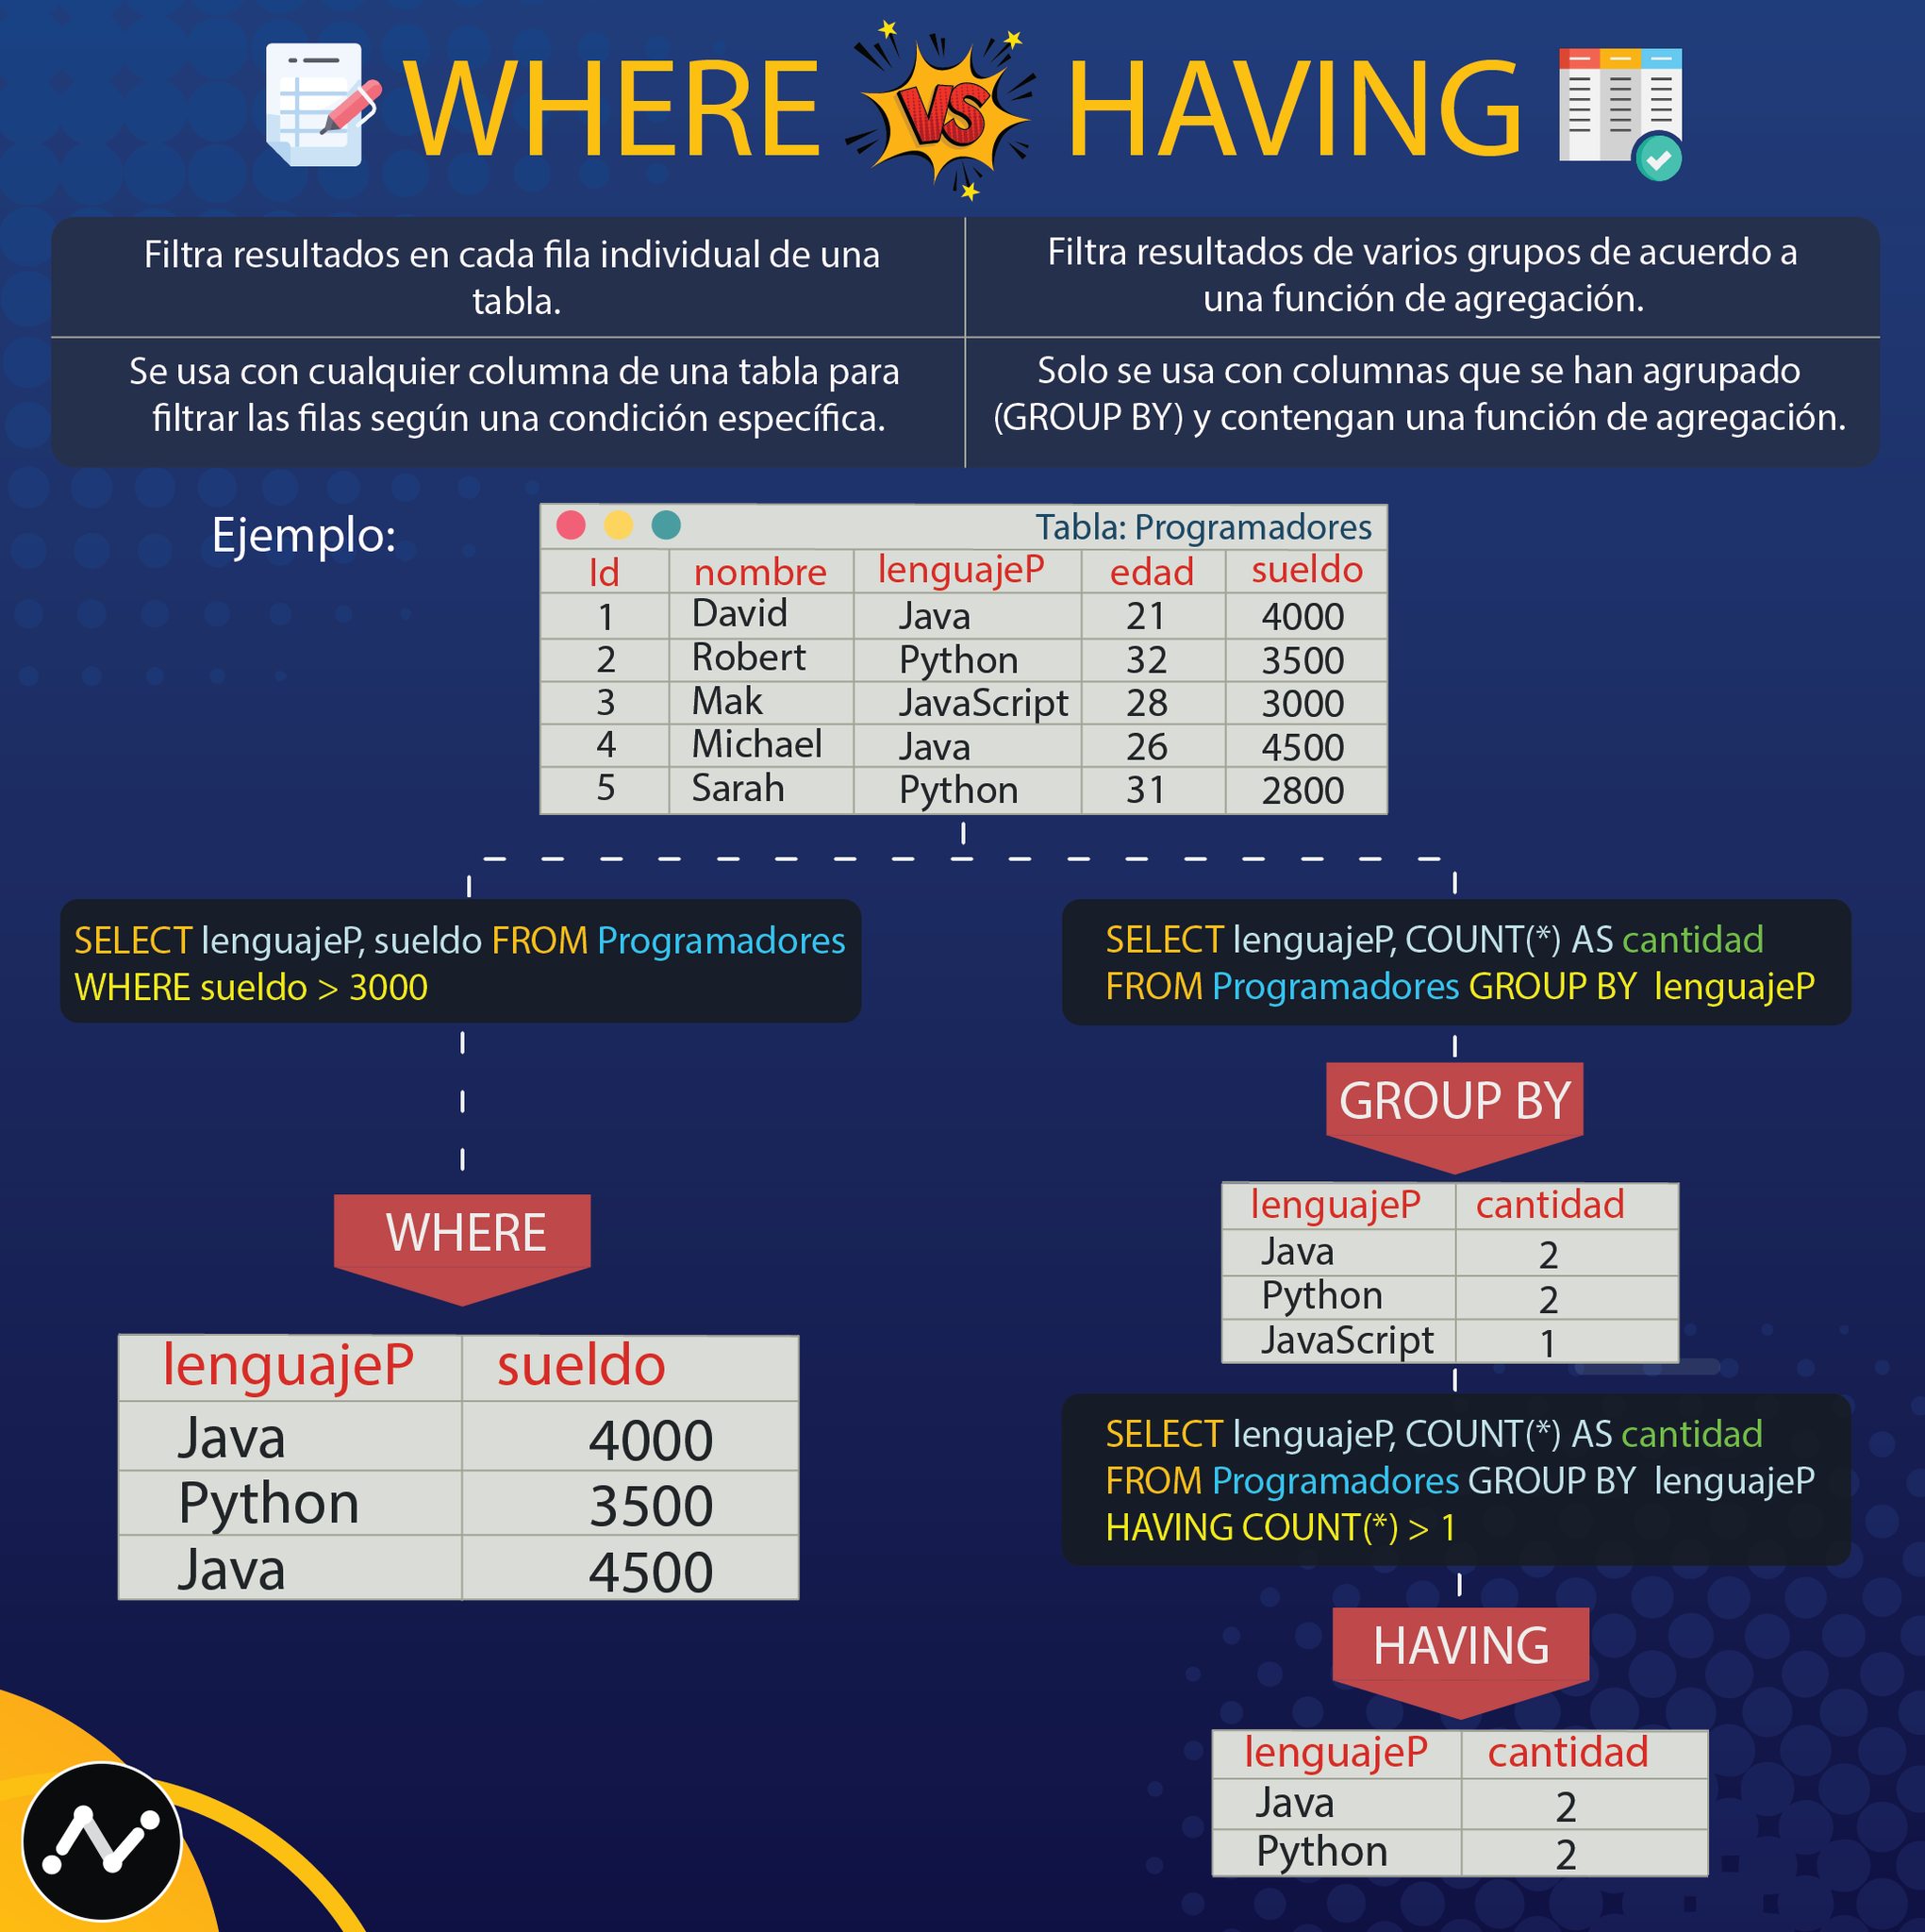 WHERE VS HAVING
Filtra resultados en cada fila individual de una
tabla.
Filtra resultados de varios grupos de acuerdo a
una función de agregación.
Se usa con cualquier columna de una tabla para
filtrar las filas según una condición específica.
Solo se usa con columnas que se han agrupado
(GROUP BY) y contengan una función de agregación.
Ejemplo:
Tabla: Programadores
Id nombre lenguajeP edad sueldo
1 David Java 21 4000
2 Robert Python 32 3500
3 Mak JavaScript 28 3000
4 Michael Java 26 4500
5 Sarah Python 31 2800
SELECT lenguajeP, sueldo FROM Programadores
WHERE sueldo > 3000
WHERE
lenguajeP sueldo
Java 4000
Python 3500
Java 4500
SELECT lenguajeP, COUNT(*) AS cantidad
FROM Programadores GROUP BY lenguajeP
GROUP BY
lenguajeP cantidad
Java 2
Python 2
JavaScript 1
SELECT lenguajeP, COUNT(*) AS cantidad
FROM Programadores GROUP BY lenguajeP
HAVING COUNT(*) > 1
HAVING
lenguajeP cantidad
Java 2
Python 2